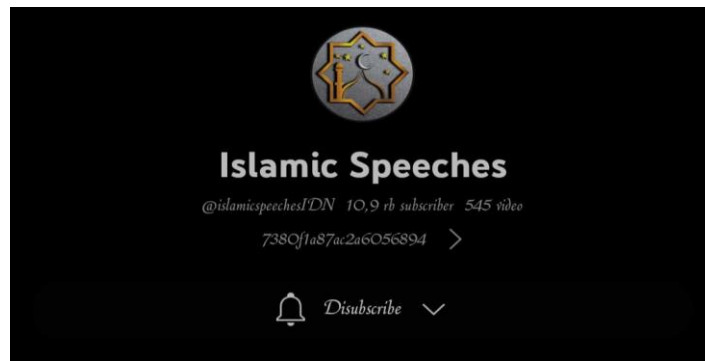 Islamic Speeches
@islamicspeechesIDN 10,9 rb subscriber 545 video
7380f1a87ac2a6056894
Disubscribe